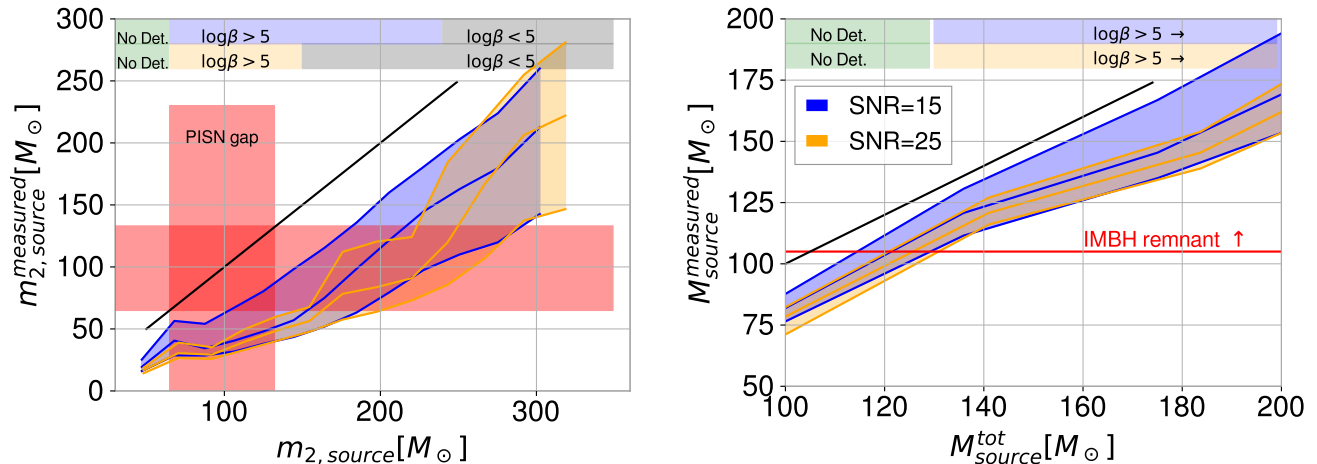 No Det. logβ > 5 logβ < 5
No Det. logβ > 5 logβ < 5
PISN gap
300
250
200
150
100
50
0
100 200 300
m_{2, source}^{measured}[M_⊙]
m_{2, source}[M_⊙]
No Det. logβ > 5 →
No Det. logβ > 5 →
SNR=15
SNR=25
IMBH remnant ↑
200
175
150
125
100
75
50
100 120 140 160 180 200
M_{source}^{measured}[M_⊙]
M_{source}^{tot}[M_⊙]